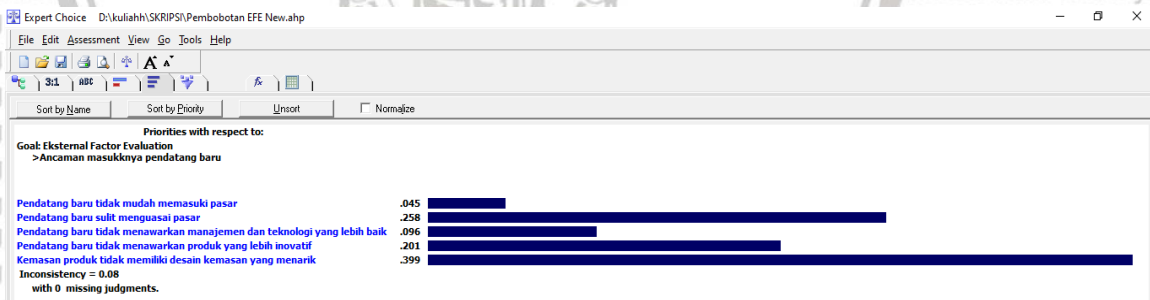 Expert Choice D:\kuliahh\SKRIPSI\Pembobotan EFE New.ahp
File Edit Assessment View Go Tools Help
A A
3:1 ABC fx
Sort by Name Sort by Priority Unsort Normalize
Priorities with respect to:
Goal: Eksternal Factor Evaluation
>Ancaman masukknya pendatang baru
Pendatang baru tidak mudah memasuki pasar .045
Pendatang baru sulit menguasai pasar .258
Pendatang baru tidak menawarkan manajemen dan teknologi yang lebih baik .096
Pendatang baru tidak menawarkan produk yang lebih inovatif .201
Kemasan produk tidak memiliki desain kemasan yang menarik .399
Inconsistency = 0.08
with 0 missing judgments.